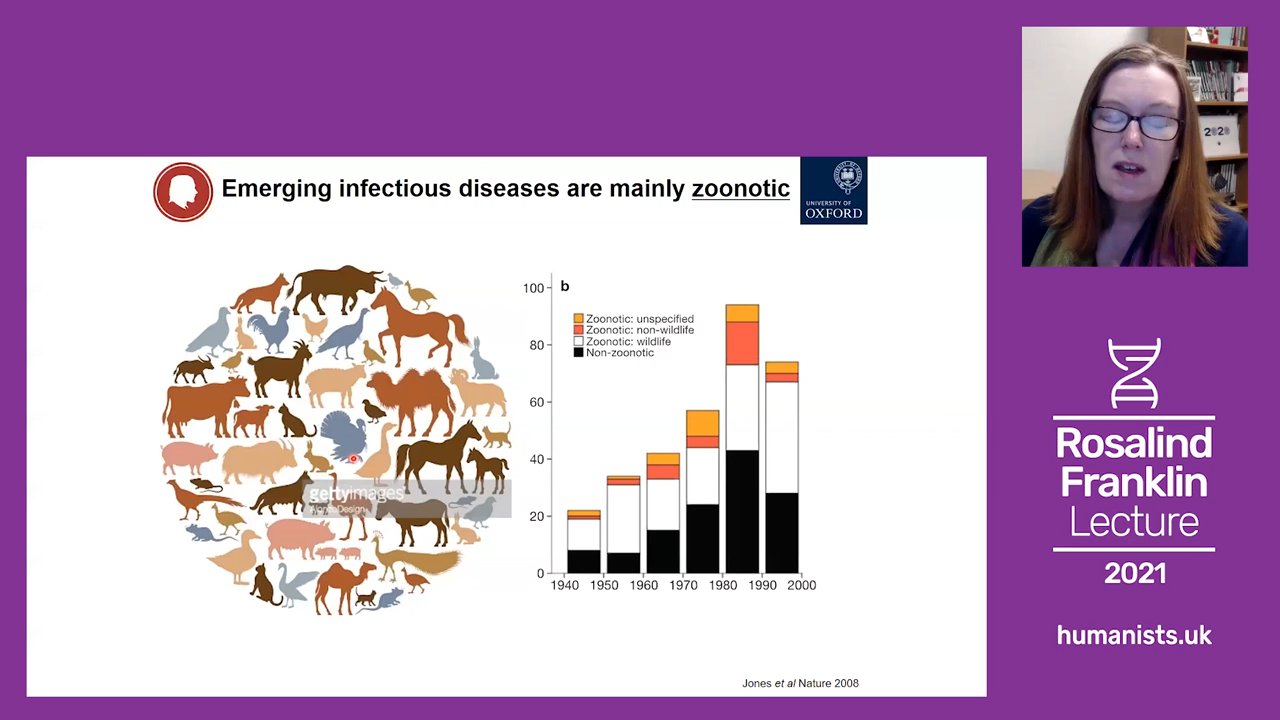 Emerging infectious diseases are mainly zoonotic
UNIVERSITY OF
OXFORD
gettyimages
AlonzoDesign
b
100
80
60
40
20
0
Zoonotic: unspecified
Zoonotic: non-wildlife
Zoonotic: wildlife
Non-zoonotic
1940 1950 1960 1970 1980 1990 2000
Jones et al Nature 2008
2020
Rosalind
Franklin
Lecture
2021
humanists.uk